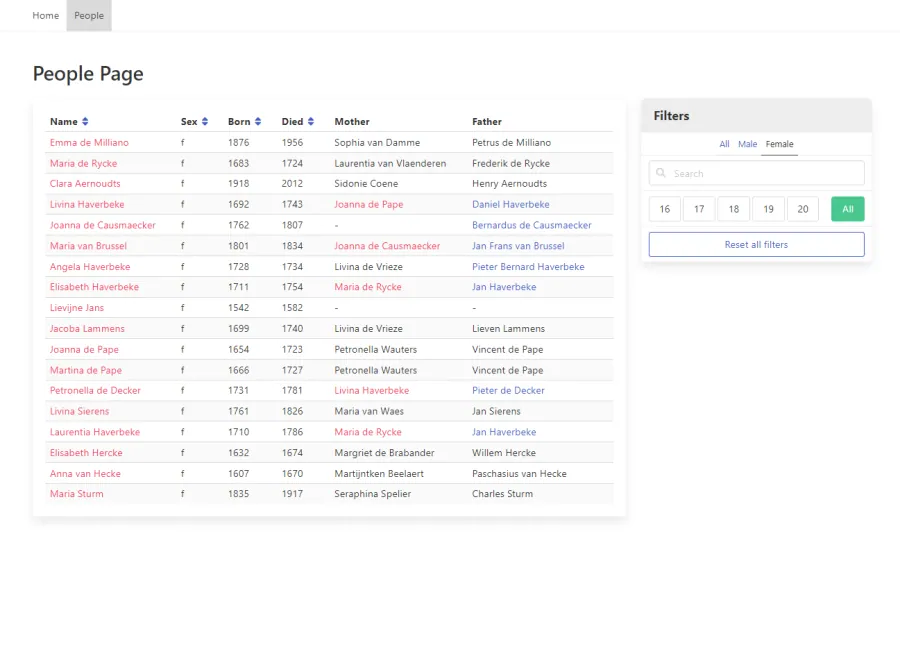 Home People
People Page
Name Sex Born Died Mother Father
Emma de Milliano f 1876 1956 Sophia van Damme Petrus de Milliano
Maria de Rycke f 1683 1724 Laurentia van Vlaenderen Frederik de Rycke
Clara Aernoudts f 1918 2012 Sidonie Coene Henry Aernoudts
Livina Haverbeke f 1692 1743 Joanna de Pape Daniel Haverbeke
Joanna de Causmaecker f 1762 1807 - Bernardus de Causmaecker
Maria van Brussel f 1801 1834 Joanna de Causmaecker Jan Frans van Brussel
Angela Haverbeke f 1728 1734 Livina de Vrieze Pieter Bernard Haverbeke
Elisabeth Haverbeke f 1711 1754 Maria de Rycke Jan Haverbeke
Lievijne Jans f 1542 1582 - -
Jacoba Lammens f 1699 1740 Livina de Vrieze Lieven Lammens
Joanna de Pape f 1654 1723 Petronella Wauters Vincent de Pape
Martina de Pape f 1666 1727 Petronella Wauters Vincent de Pape
Petronella de Decker f 1731 1781 Livina Haverbeke Pieter de Decker
Livina Sierens f 1761 1826 Maria van Waes Jan Sierens
Laurentia Haverbeke f 1710 1786 Maria de Rycke Jan Haverbeke
Elisabeth Hercke f 1632 1674 Margriet de Brabander Willem Hercke
Anna van Hecke f 1607 1670 Martijntken Beelaert Paschasius van Hecke
Maria Sturm f 1835 1917 Seraphina Spelier Charles Sturm
Filters
All Male Female
Search
16 17 18 19 20 All
Reset all filters